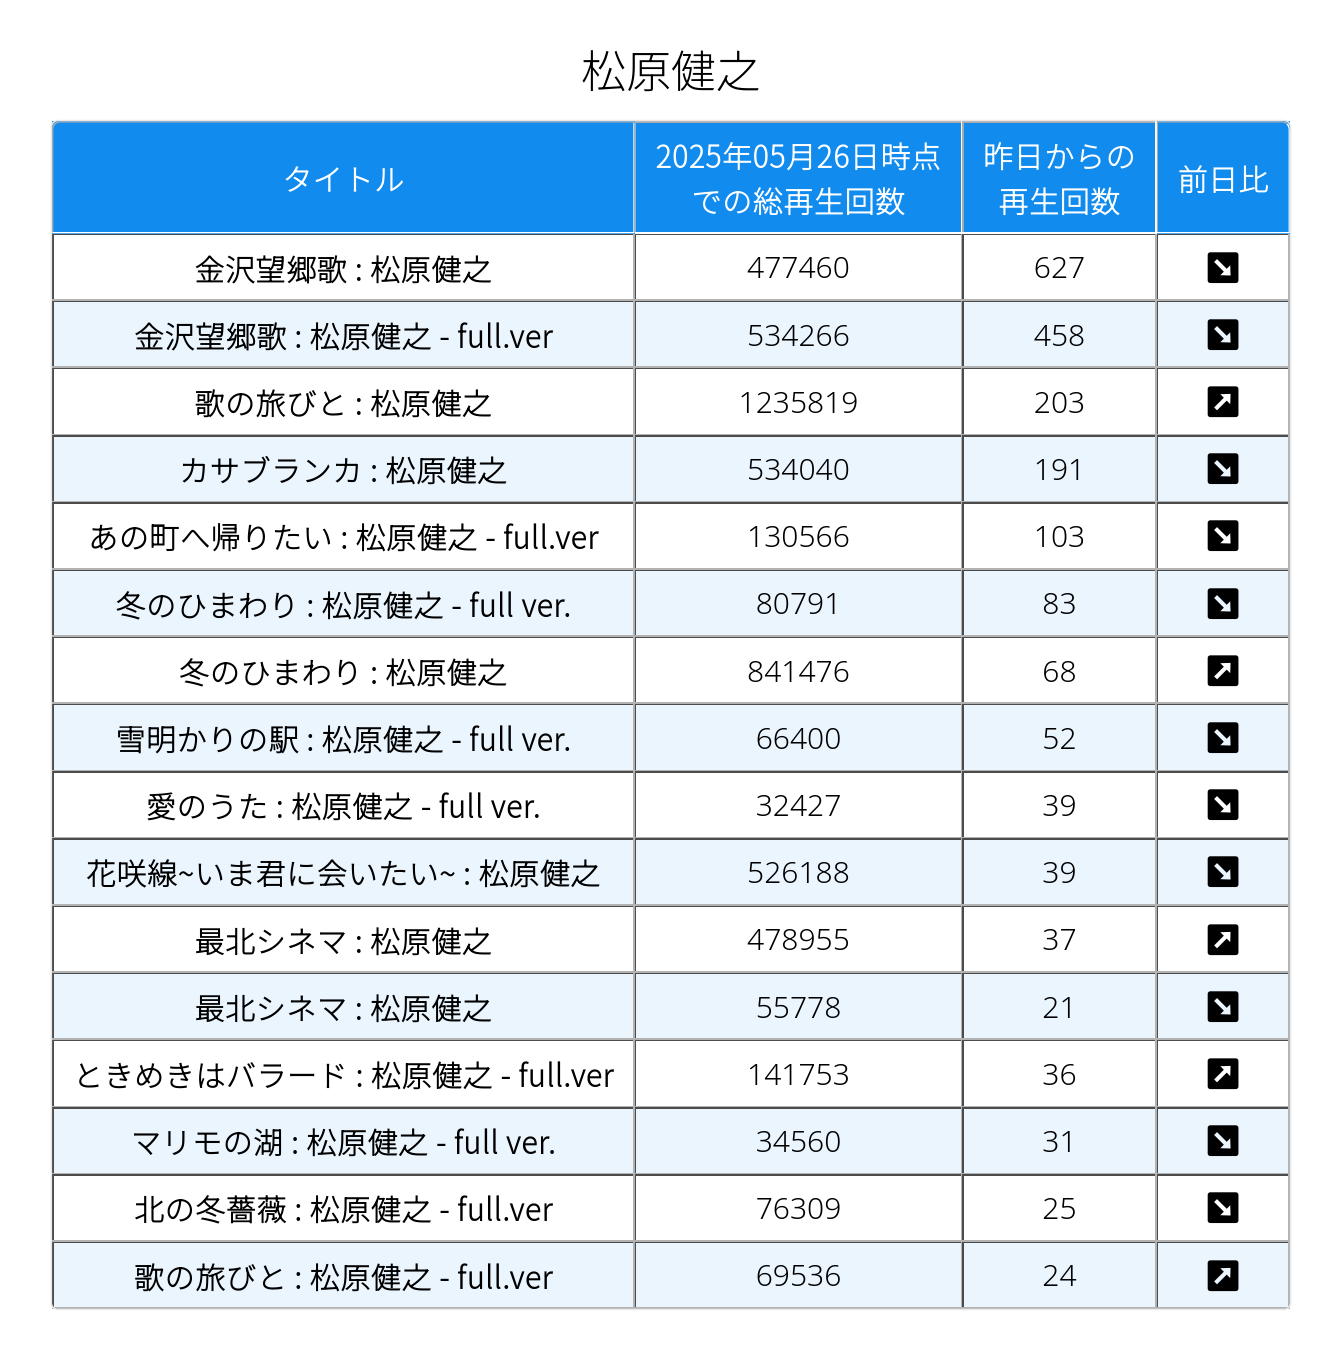 松原健之
タイトル
2025年05月26日時点
での総再生回数
昨日からの
再生回数
前日比
金沢望郷歌 : 松原健之 477460 627 ↘
金沢望郷歌 : 松原健之 - full.ver 534266 458 ↘
歌の旅びと : 松原健之 1235819 203 ↗
カサブランカ : 松原健之 534040 191 ↘
あの町へ帰りたい : 松原健之 - full.ver 130566 103 ↘
冬のひまわり : 松原健之 - full ver. 80791 83 ↘
冬のひまわり : 松原健之 841476 68 ↗
雪明かりの駅 : 松原健之 - full ver. 66400 52 ↘
愛のうた : 松原健之 - full ver. 32427 39 ↘
花咲線~いま君に会いたい~ : 松原健之 526188 39 ↘
最北シネマ : 松原健之 478955 37 ↗
最北シネマ : 松原健之 55778 21 ↘
ときめきはバラード : 松原健之 - full.ver 141753 36 ↗
マリモの湖 : 松原健之 - full ver. 34560 31 ↘
北の冬薔薇 : 松原健之 - full.ver 76309 25 ↘
歌の旅びと : 松原健之 - full.ver 69536 24 ↗